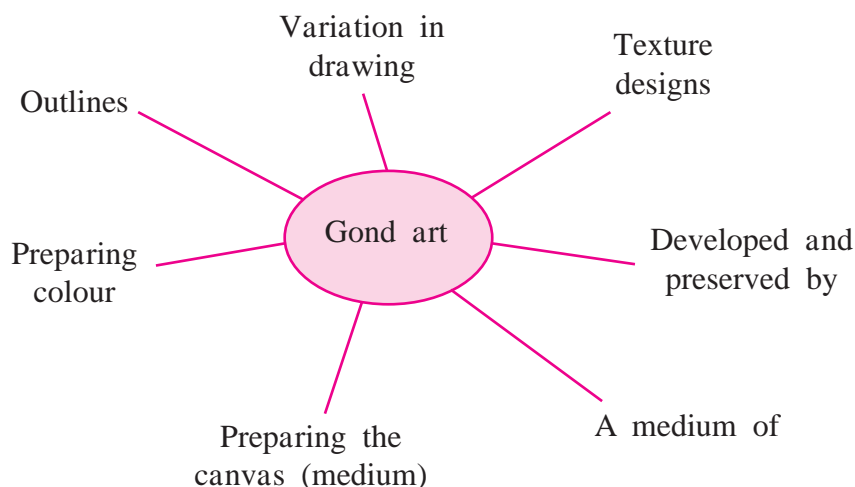 Variation in
drawing
Texture
designs
Outlines
Gond art
Preparing
colour
Developed and
preserved by
A medium of
Preparing the
canvas (medium)